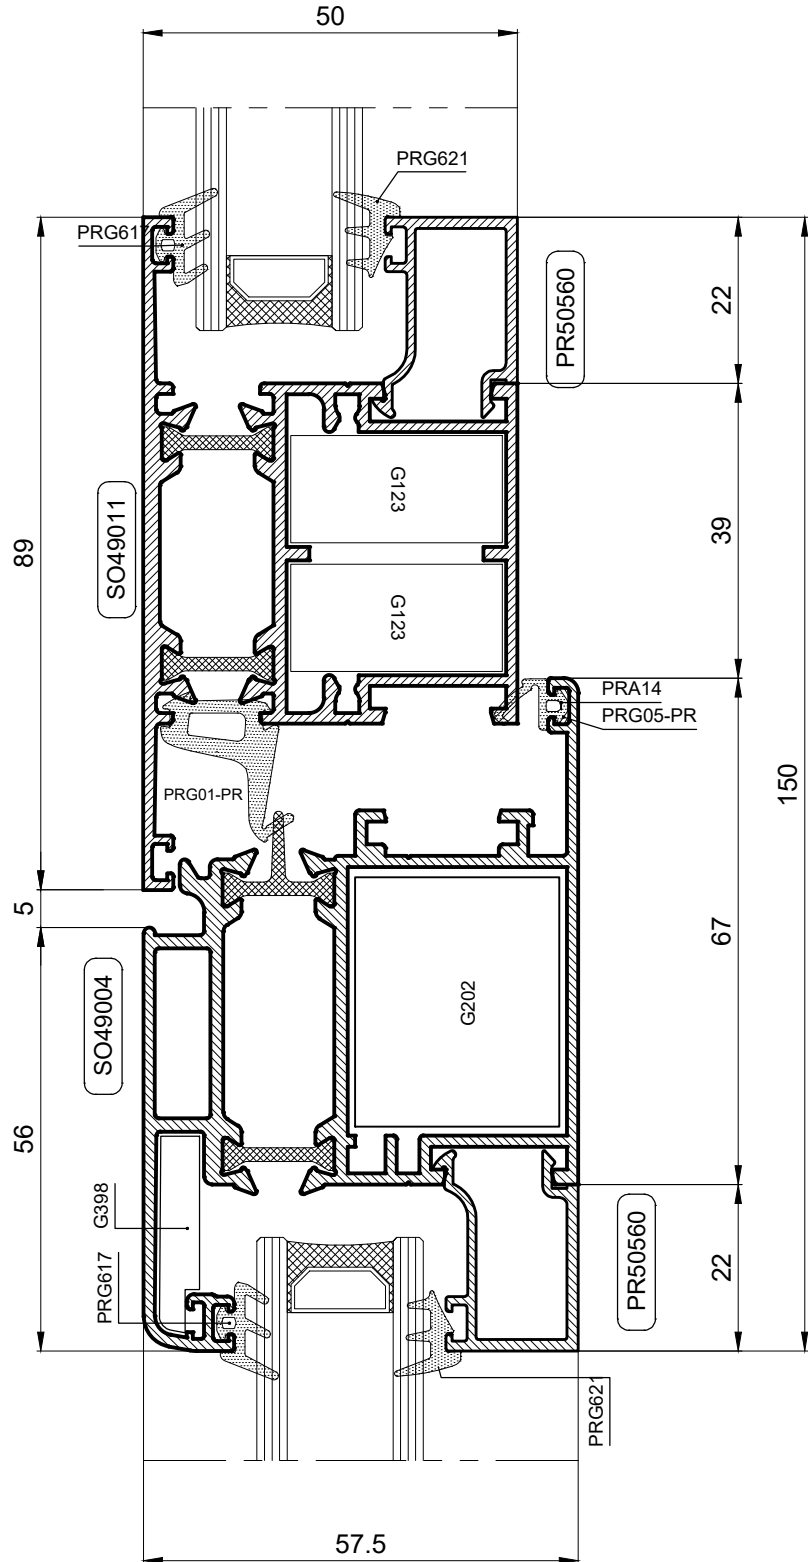 50
PRG621
PRG617
PR50560
22
G123
SO49011
89
39
G123
PRA14
PRG05-PR
PRG01-PR
150
5
67
SO49004
G202
56
G398
PRG617
PR50560
22
PRG621
57.5